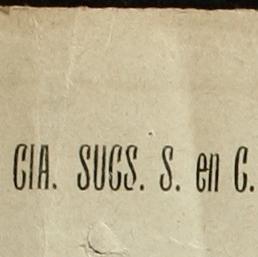 CIA. SUCS. S. en C.